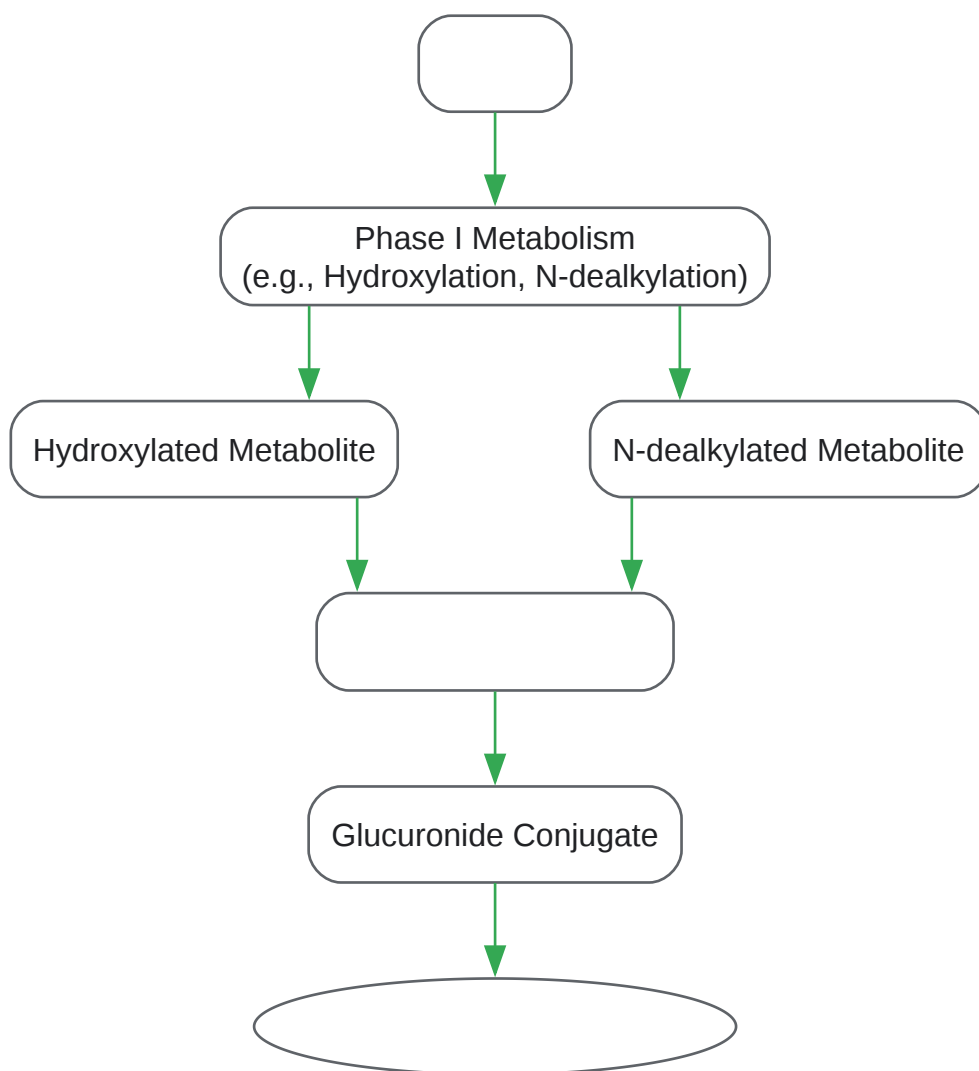 Phase I Metabolism
(e.g., Hydroxylation, N-dealkylation)
Hydroxylated Metabolite
N-dealkylated Metabolite
Glucuronide Conjugate